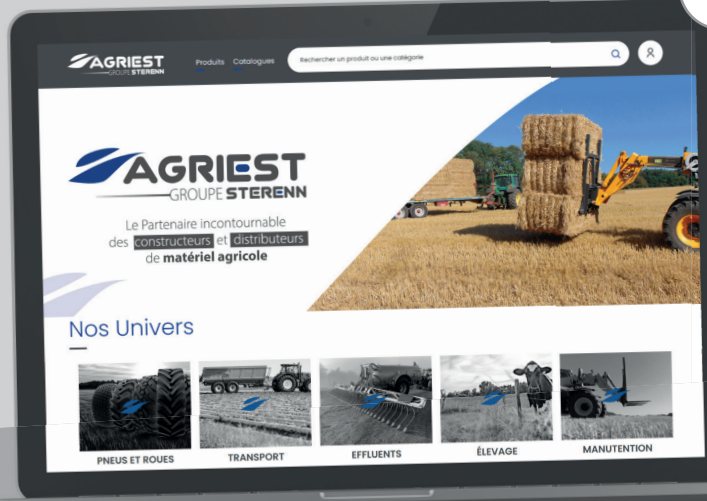 AGRIEST
GROUPE STERENN
Produits Catalogues
Rechercher un produit ou une catégorie
AGRIEST
GROUPE STERENN
Le Partenaire incontournable
des constructeurs et distributeurs
de matériel agricole
Nos Univers
PNEUS ET ROUES
TRANSPORT
EFFLUENTS
ÉLEVAGE
MANUTENTION